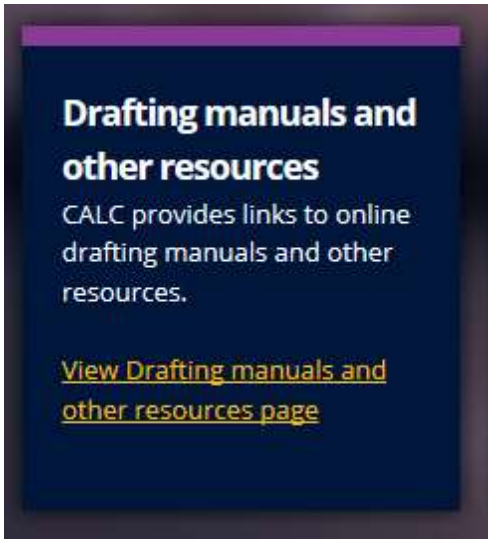 Drafting manuals and
other resources
CALC provides links to online
drafting manuals and other
resources.
View Drafting manuals and
other resources page